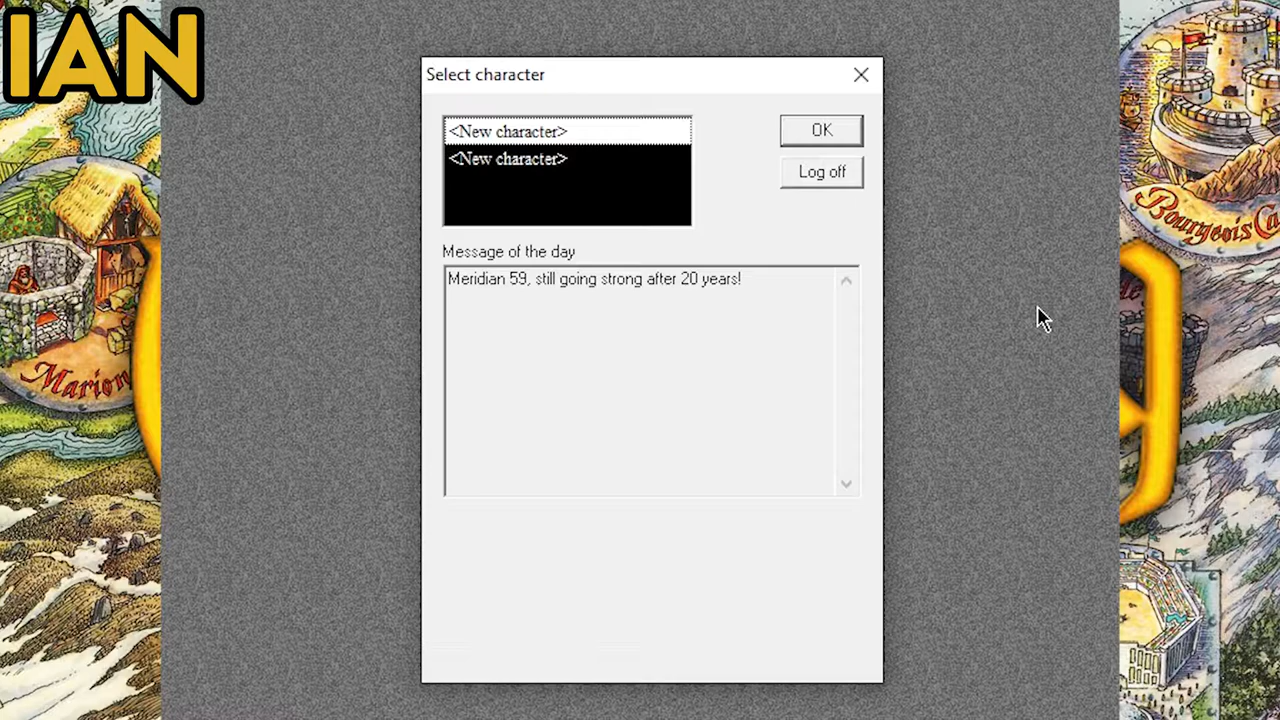 IAN
Select character
<New character>
<New character>
OK
Log off
Message of the day
Meridian 59, still going strong after 20 years!
Marion
Bourgeois